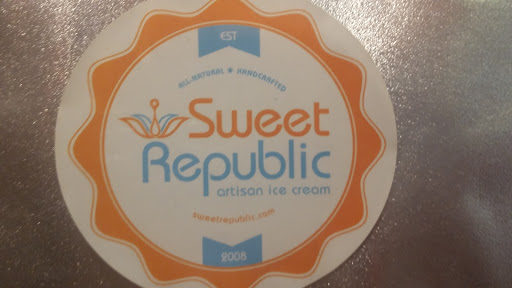 EST
ALL-NATURAL ★ HANDCRAFTED
Sweet
Republic
artisan ice cream
sweetrepublic.com
2008